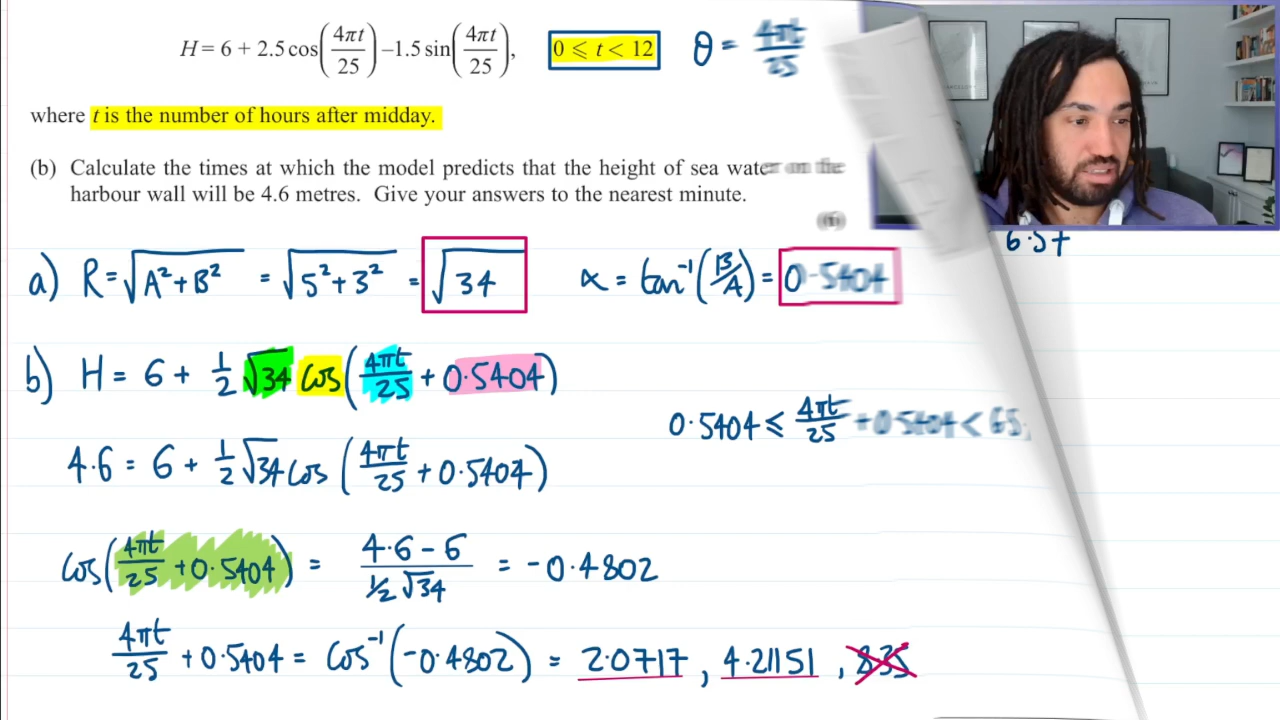 H = 6 + 2.5 cos(4πt/25) − 1.5 sin(4πt/25), 0 ⩽ t < 12 θ = 4πt/25
where t is the number of hours after midday.
(b) Calculate the times at which the model predicts that the height of sea water on the
harbour wall will be 4.6 metres. Give your answers to the nearest minute.
(6)
6.57
a) R = √(A² + B²) = √(5² + 3²) = √34 α = tan⁻¹(B/A) = 0.5404
b) H = 6 + ½√34 cos(4πt/25 + 0.5404)
0.5404 ⩽ 4πt/25 + 0.5404 <
4.6 = 6 + ½√34 cos(4πt/25 + 0.5404)
cos(4πt/25 + 0.5404) = (4.6 − 6)/(½√34) = −0.4802
4πt/25 + 0.5404 = cos⁻¹(−0.4802) = 2.0717, 4.21151, 8.35